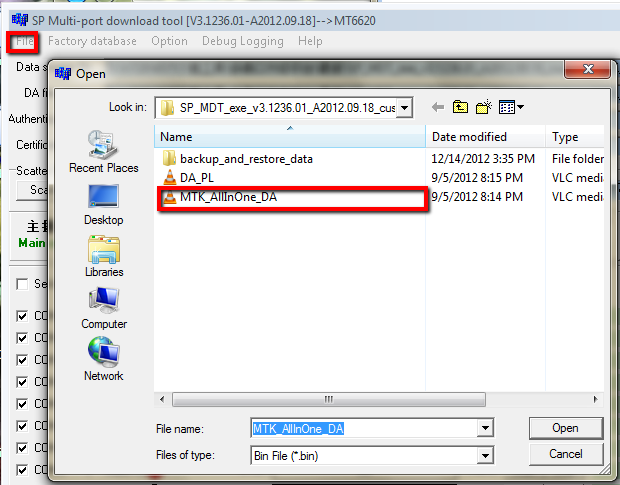 SP Multi-port download tool [V3.1236.01-A2012.09.18]-->MT6620
File Factory database Option Debug Logging Help
Data s
DA fi
Authenti
Certific
Scatte
Sca
Main
Se
CO
CO
CO
CO
CO
CO
CO
CO
Open
Look in: SP_MDT_exe_v3.1236.01_A2012.09.18_cus
Name Date modified Type
backup_and_restore_data 12/14/2012 3:35 PM File folder
DA_PL 9/5/2012 8:15 PM VLC medi
MTK_AllInOne_DA 9/5/2012 8:14 PM VLC medi
Recent Places
Desktop
Libraries
Computer
Network
File name: MTK_AllInOne_DA Open
Files of type: Bin File (*.bin) Cancel